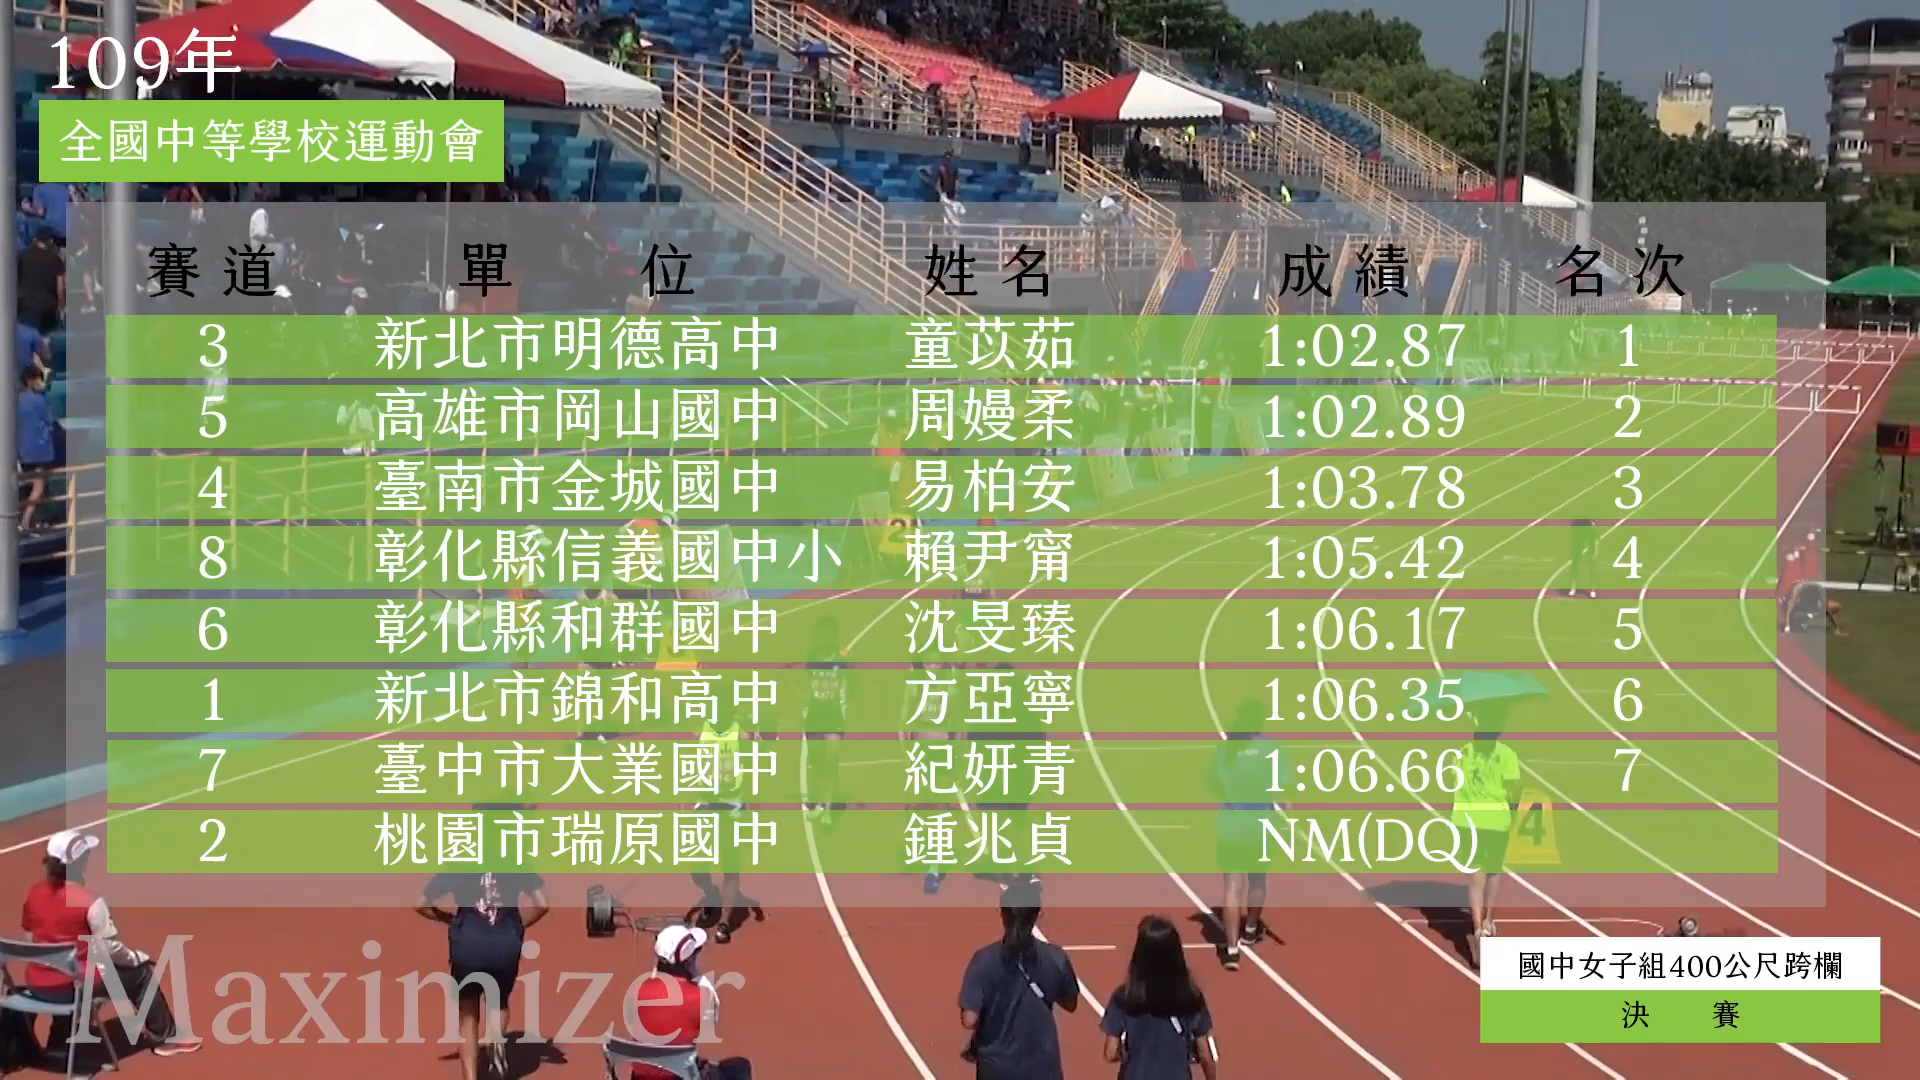 109年
全國中等學校運動會
賽道 單位 姓名 成績 名次
3 新北市明德高中 童苡茹 1:02.87 1
5 高雄市岡山國中 周嫚柔 1:02.89 2
4 臺南市金城國中 易柏安 1:03.78 3
8 彰化縣信義國中小 賴尹甯 1:05.42 4
6 彰化縣和群國中 沈旻臻 1:06.17 5
1 新北市錦和高中 方亞寧 1:06.35 6
7 臺中市大業國中 紀妍青 1:06.66 7
2 桃園市瑞原國中 鍾兆貞 NM(DQ)
2
4
Maximizer
國中女子組400公尺跨欄
決賽